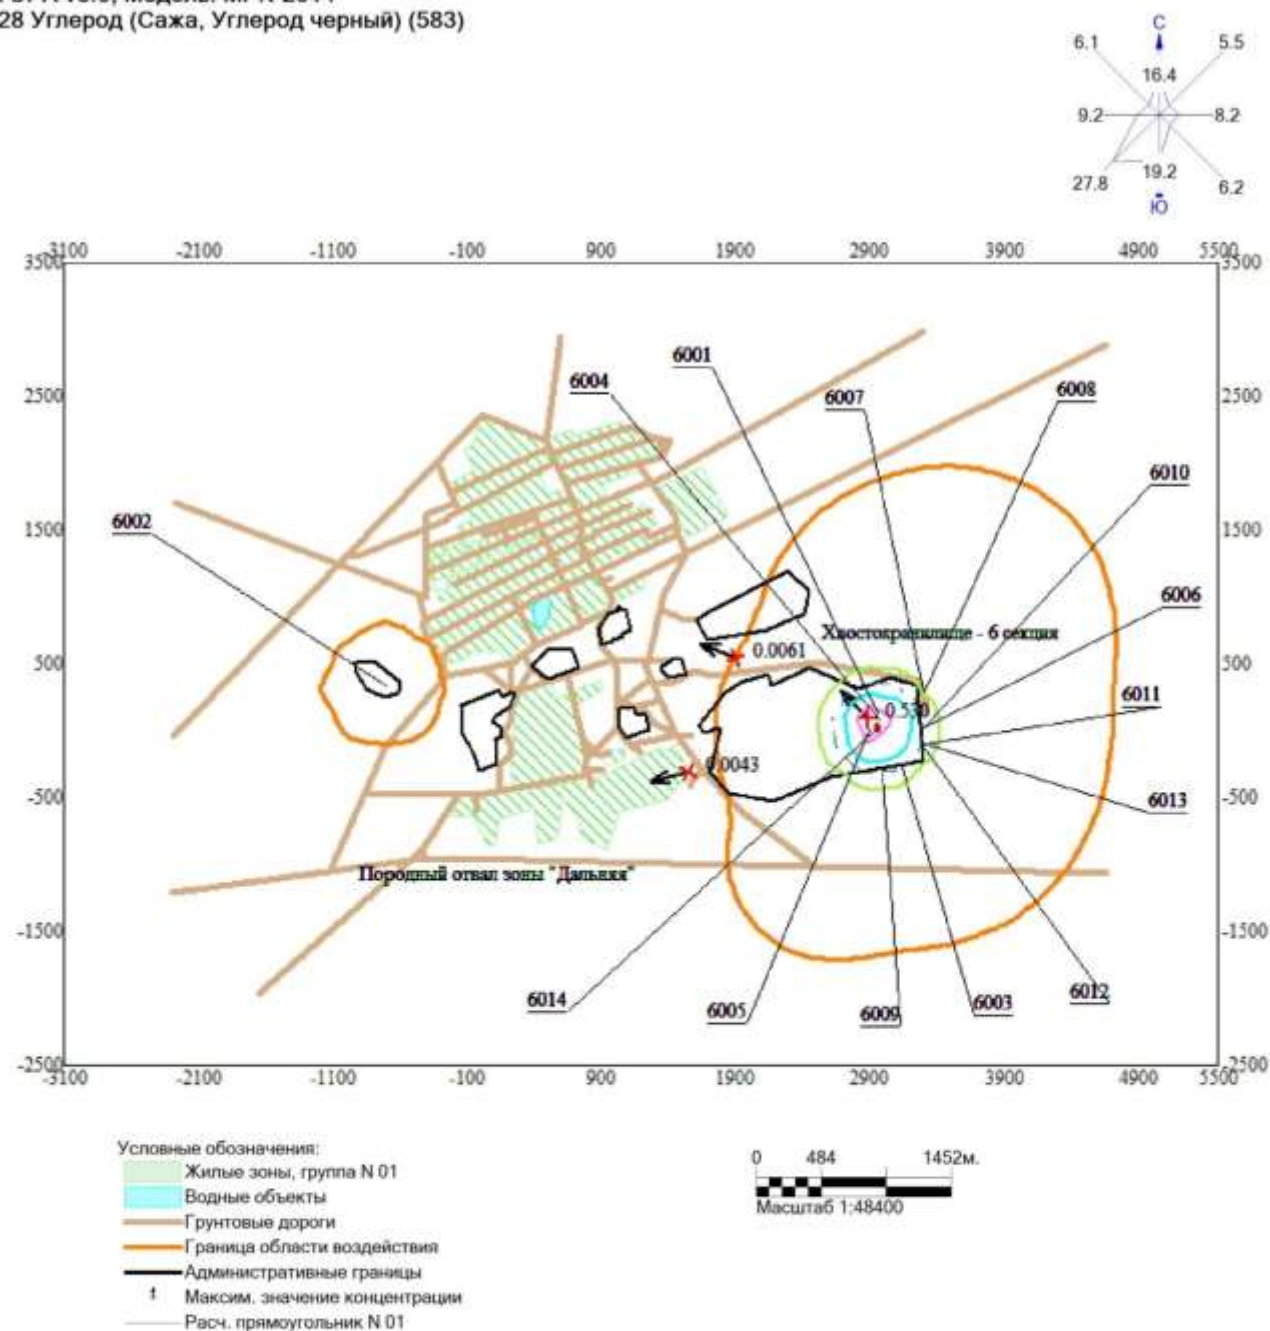 28 Углерод (Сажа, Углерод черный) (583)
С
6.1 5.5
16.4
9.2 8.2
19.2
27.8 6.2
Ю
-3100 -2100 -1100 -100 900 1900 2900 3900 4900 5500
3500 3500
6001
6004
6007 6008
2500 2500
6010
6002
1500 1500
6006
Хвостохранилище - 6 секция
0.0061
500 500
6011
0.530
0.0043
6013
-500 -500
Породный отвал зоны "Дальняя"
-1500 -1500
6014 6005 6009 6003 6012
-2500 -2500
-3100 -2100 -1100 -100 900 1900 2900 3900 4900 5500
Условные обозначения:
Жилые зоны, группа N 01
Водные объекты
Грунтовые дороги
Граница области воздействия
Административные границы
Максим. значение концентрации
Расч. прямоугольник N 01
0 484 1452м.
Масштаб 1:48400